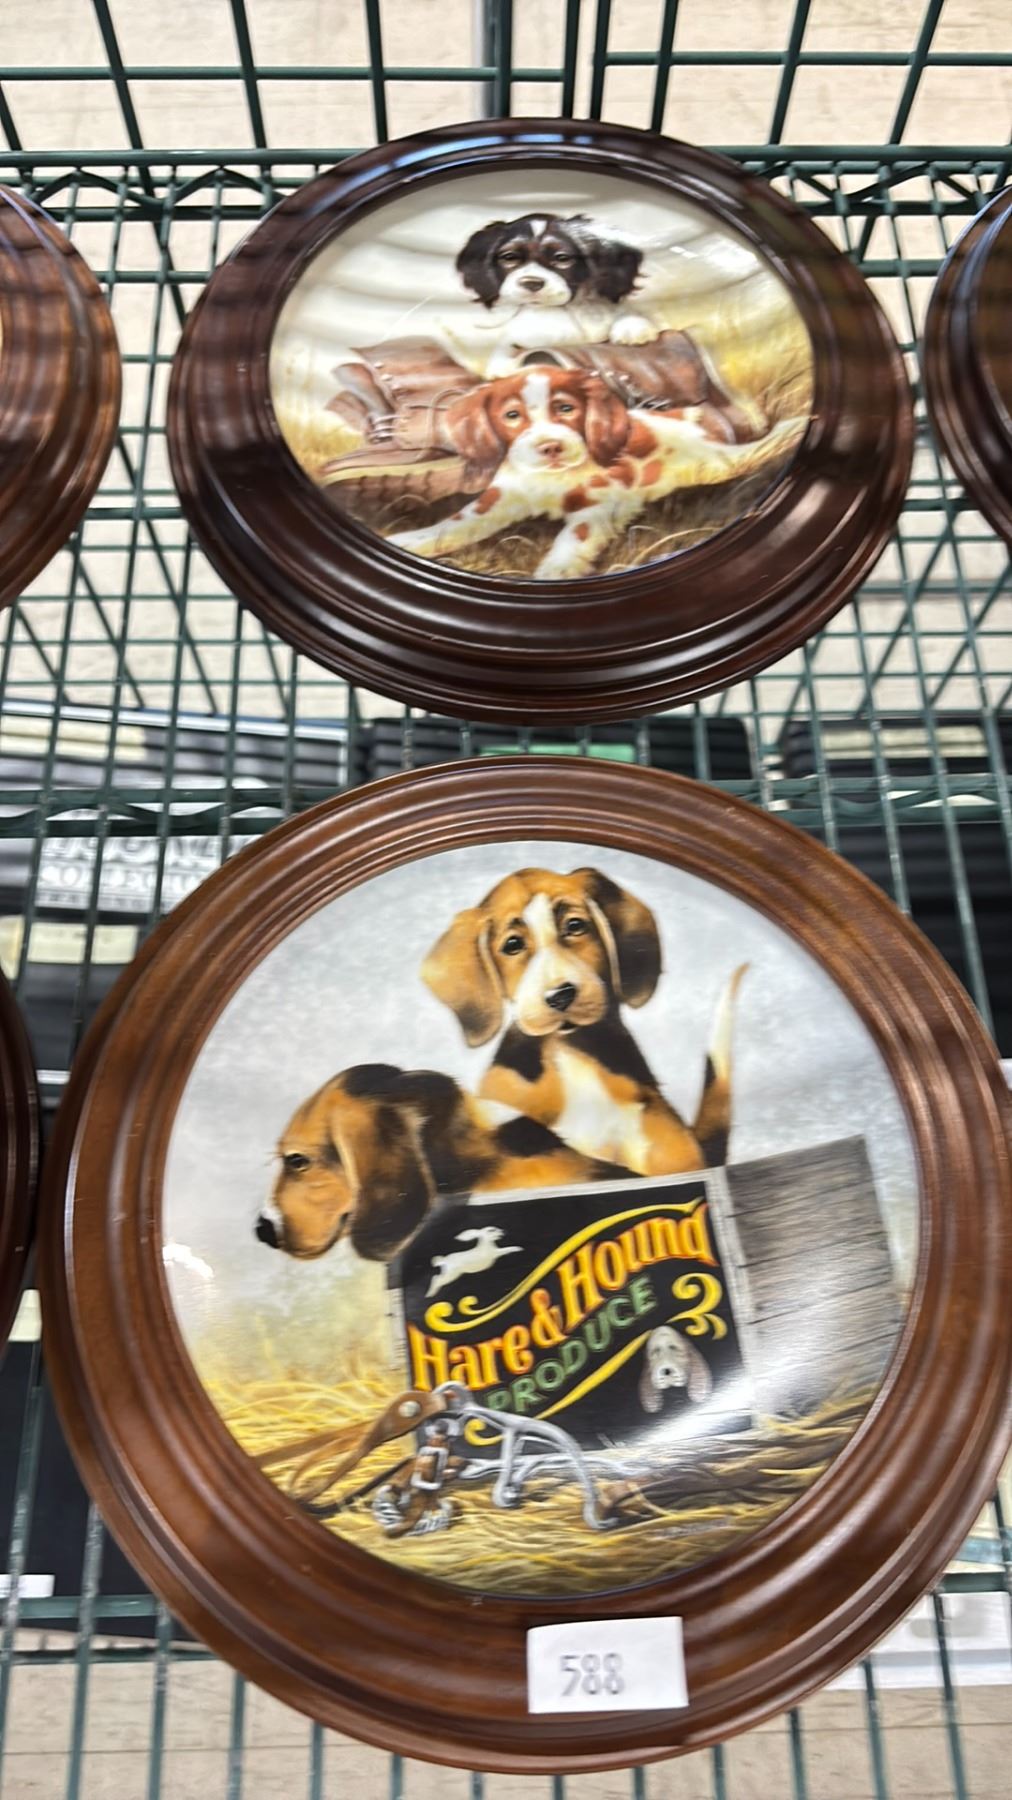 Hare & Hound
PRODUCE
588